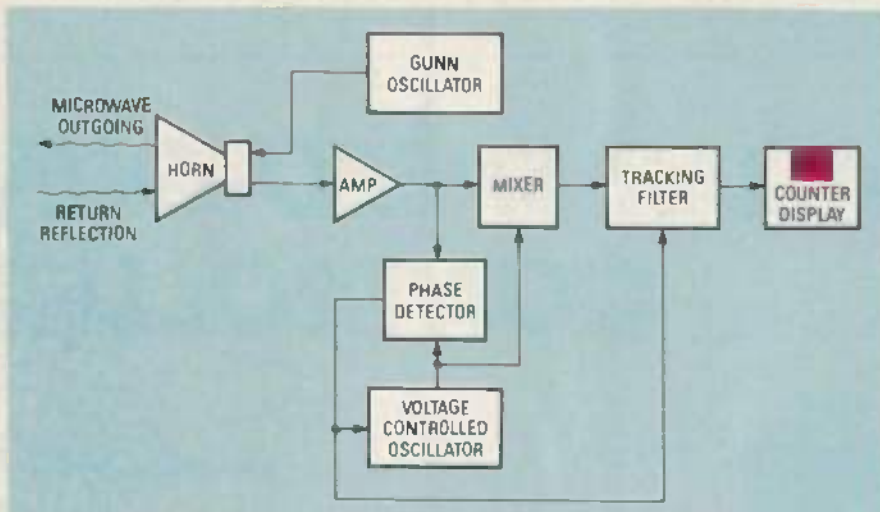 GUNN
OSCILLATOR
MICROWAVE
OUTGOING
HORN
RETURN
REFLECTION
AMP
MIXER
TRACKING
FILTER
COUNTER
DISPLAY
PHASE
DETECTOR
VOLTAGE
CONTROLLED
OSCILLATOR